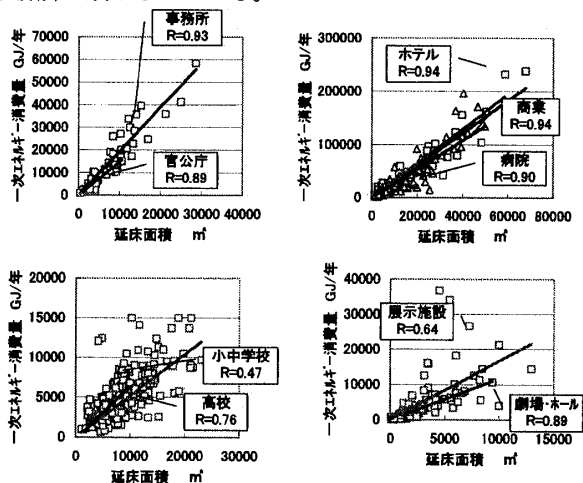 事務所
R=0.93
官公庁
R=0.89
一次エネルギー消費量 GJ/年
70000
60000
50000
40000
30000
20000
10000
0
0 10000 20000 30000 40000
延床面積 ㎡
ホテル
R=0.94
商業
R=0.94
病院
R=0.90
一次エネルギー消費量 GJ/年
300000
200000
100000
0
0 20000 40000 60000 80000
延床面積 ㎡
小中学校
R=0.47
高校
R=0.76
一次エネルギー消費量 GJ/年
20000
15000
10000
5000
0
0 10000 20000 30000
延床面積 ㎡
展示施設
R=0.64
劇場・ホール
R=0.89
一次エネルギー消費量 GJ/年
40000
30000
20000
10000
0
0 5000 10000 15000
延床面積 ㎡